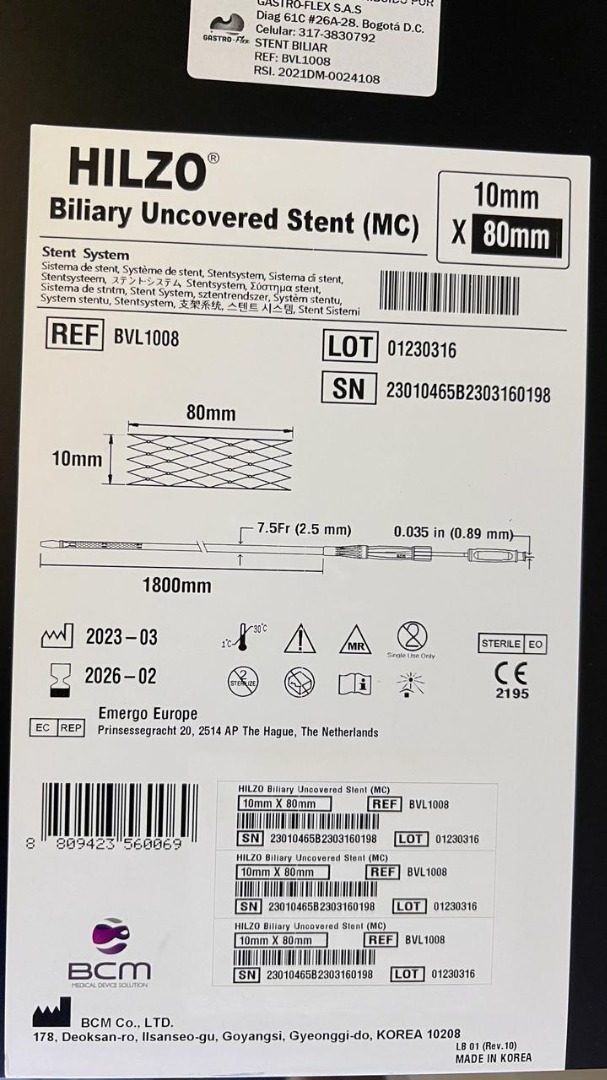 GASTRO-FLEX S.A.S
Diag 61C #26A-28. Bogotá D.C.
Celular: 317-3830792
GASTRO-Flex
STENT BILIAR
REF: BVL1008
RSI. 2021DM-0024108
HILZO®
Biliary Uncovered Stent (MC)
10mm
X 80mm
Stent System
Sistema de stent, Système de stent, Stentsystem, Sistema di stent,
Stentsysteem, ステントシステム, Stentsystem, Σύστημα stent,
Sistema de stntm, Stent System, sztentrendszer, Systèm stentu,
System stentu, Stentsystem, 支架系统, 스텐트 시스템, Stent Sistemi
REF BVL1008
LOT 01230316
SN 23010465B2303160198
80mm
10mm
7.5Fr (2.5 mm)
0.035 in (0.89 mm)
1800mm
2023-03
1°C
30°C
MR
2
Single Use Only
STERILE EO
2026-02
2
STERILIZE
i
CE
2195
EC REP
Emergo Europe
Prinsessegracht 20, 2514 AP The Hague, The Netherlands
8 809423 560069
HILZO Biliary Uncovered Stent (MC)
10mm X 80mm REF BVL1008
SN 23010465B2303160198 LOT 01230316
HILZO Biliary Uncovered Stent (MC)
10mm X 80mm REF BVL1008
SN 23010465B2303160198 LOT 01230316
HILZO Biliary Uncovered Stent (MC)
10mm X 80mm REF BVL1008
SN 23010465B2303160198 LOT 01230316
BCM
MEDICAL DEVICE SOLUTION
BCM Co., LTD.
178, Deoksan-ro, Ilsanseo-gu, Goyangsi, Gyeonggi-do, KOREA 10208
LB 01 (Rev.10)
MADE IN KOREA